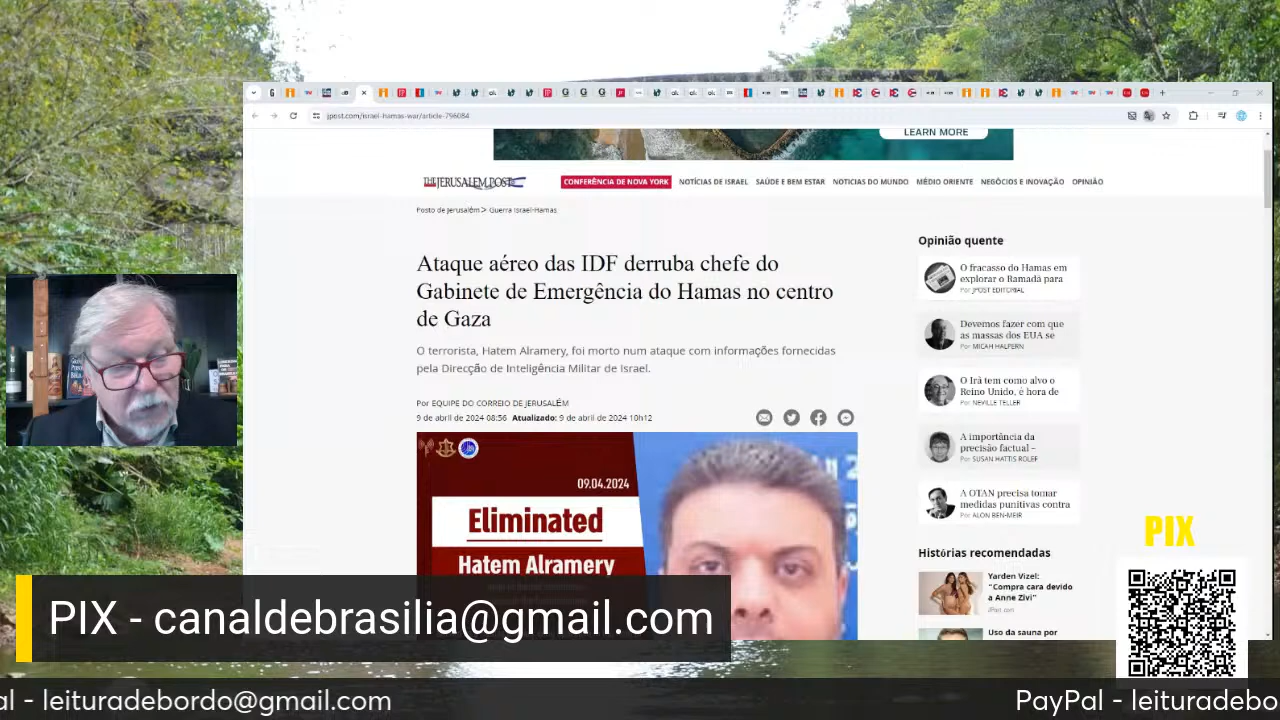 jpost.com/israel-hamas-war/article-796084
LEARN MORE
THE JERUSALEM POST
CONFERÊNCIA DE NOVA YORK
NOTÍCIAS DE ISRAEL
SAÚDE E BEM ESTAR
NOTICIAS DO MUNDO
MÉDIO ORIENTE
NEGÓCIOS E INOVAÇÃO
OPINIÃO
Posto de Jerusalém > Guerra Israel-Hamas
Ataque aéreo das IDF derruba chefe do
Gabinete de Emergência do Hamas no centro
de Gaza
O terrorista, Hatem Alramery, foi morto num ataque com informações fornecidas
pela Direcção de Inteligência Militar de Israel.
Por EQUIPE DO CORREIO DE JERUSALÉM
9 de abril de 2024 08:56 Atualizado: 9 de abril de 2024 10h12
09.04.2024
Eliminated
Hatem Alramery
Opinião quente
O fracasso do Hamas em
explorar o Ramadã para
Por JPOST EDITORIAL
Devemos fazer com que
as massas dos EUA se
Por MICAH HALPERN
O Irã tem como alvo o
Reino Unido, é hora de
Por NEVILLE TELLER
A importância da
precisão factual –
Por SUSAN HATTIS ROLEF
A OTAN precisa tomar
medidas punitivas contra
Por ALON BEN-MEIR
Histórias recomendadas
Yarden Vizel:
"Compra cara devido
a Anne Zivi"
Uso da sauna por
PIX
PIX - canaldebrasilia@gmail.com
al - leituradebordo@gmail.com
PayPal - leituradebo